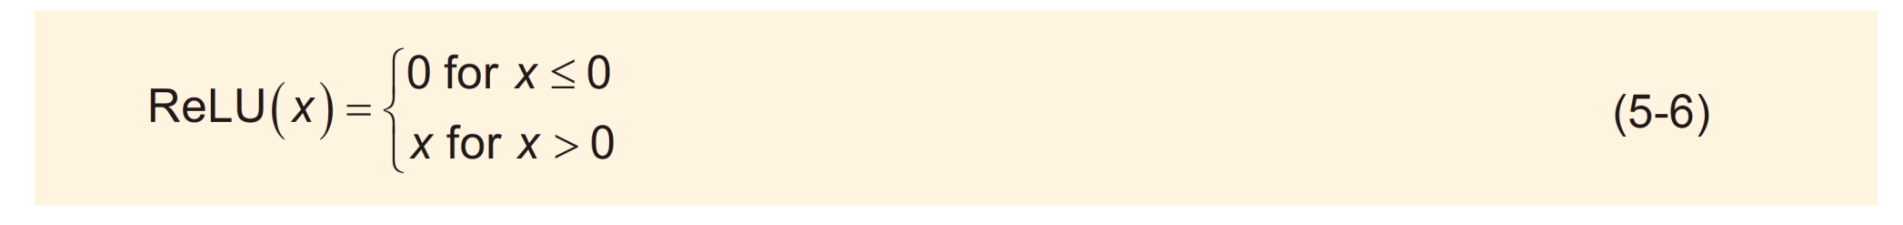 ReLU(x) = { 0 for x ≤ 0
x for x > 0
(5-6)